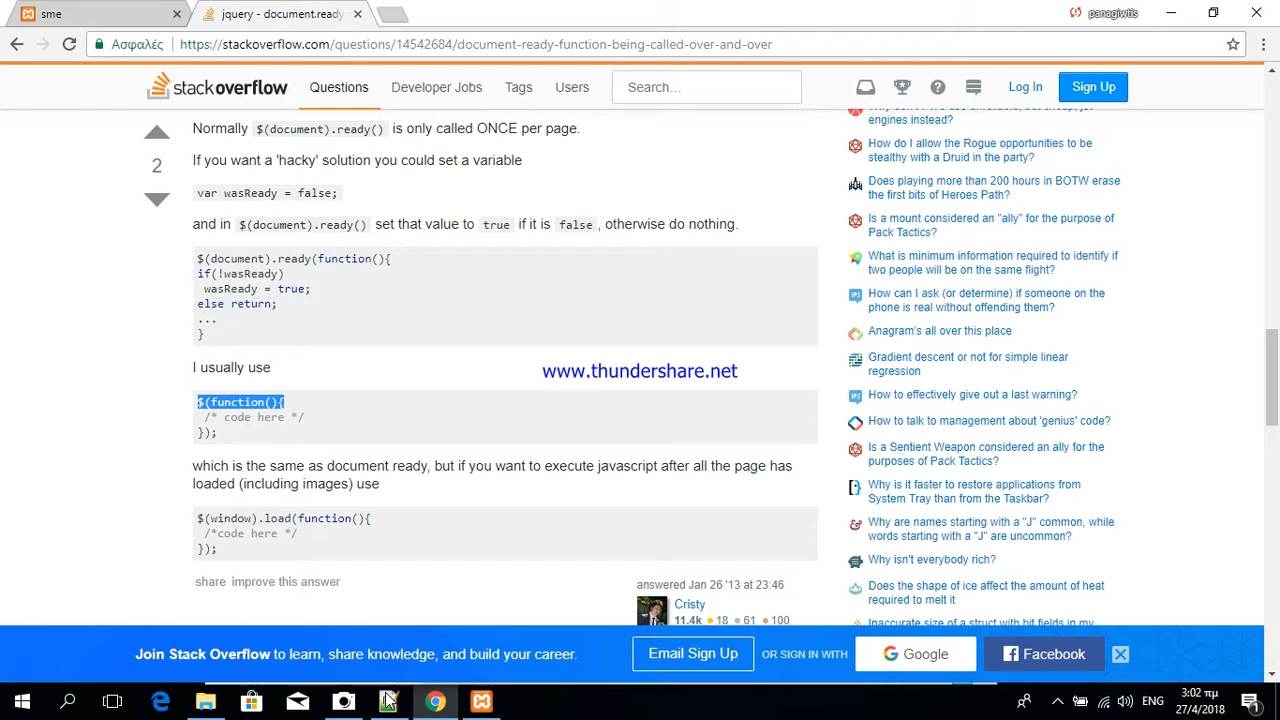 sme
jquery - document.ready
panagiwtis
Ασφαλές
https://stackoverflow.com/questions/14542684/document-ready-function-being-called-over-and-over
stackoverflow
Questions
Developer Jobs
Tags
Users
Search...
Log In
Sign Up
Normally $(document).ready() is only called ONCE per page.
2
If you want a 'hacky' solution you could set a variable
var wasReady = false;
and in $(document).ready() set that value to true if it is false , otherwise do nothing.
$(document).ready(function(){
if(!wasReady)
wasReady = true;
else return;
...
}
I usually use
www.thundershare.net
$(function(){
/* code here */
});
which is the same as document ready, but if you want to execute javascript after all the page has
loaded (including images) use
$(window).load(function(){
/*code here */
});
share improve this answer
answered Jan 26 '13 at 23:46
Cristy
11.4k 18 61 100
engines instead?
How do I allow the Rogue opportunities to be
stealthy with a Druid in the party?
Does playing more than 200 hours in BOTW erase
the first bits of Heroes Path?
Is a mount considered an "ally" for the purpose of
Pack Tactics?
What is minimum information required to identify if
two people will be on the same flight?
How can I ask (or determine) if someone on the
phone is real without offending them?
Anagram's all over this place
Gradient descent or not for simple linear
regression
How to effectively give out a last warning?
How to talk to management about 'genius' code?
Is a Sentient Weapon considered an ally for the
purposes of Pack Tactics?
Why is it faster to restore applications from
System Tray than from the Taskbar?
Why are names starting with a "J" common, while
words starting with a "J" are uncommon?
Why isn't everybody rich?
Does the shape of ice affect the amount of heat
required to melt it
Inaccurate size of a struct with bit fields in my
Join Stack Overflow to learn, share knowledge, and build your career.
Email Sign Up
OR SIGN IN WITH
Google
Facebook
ENG
3:02 πμ
27/4/2018